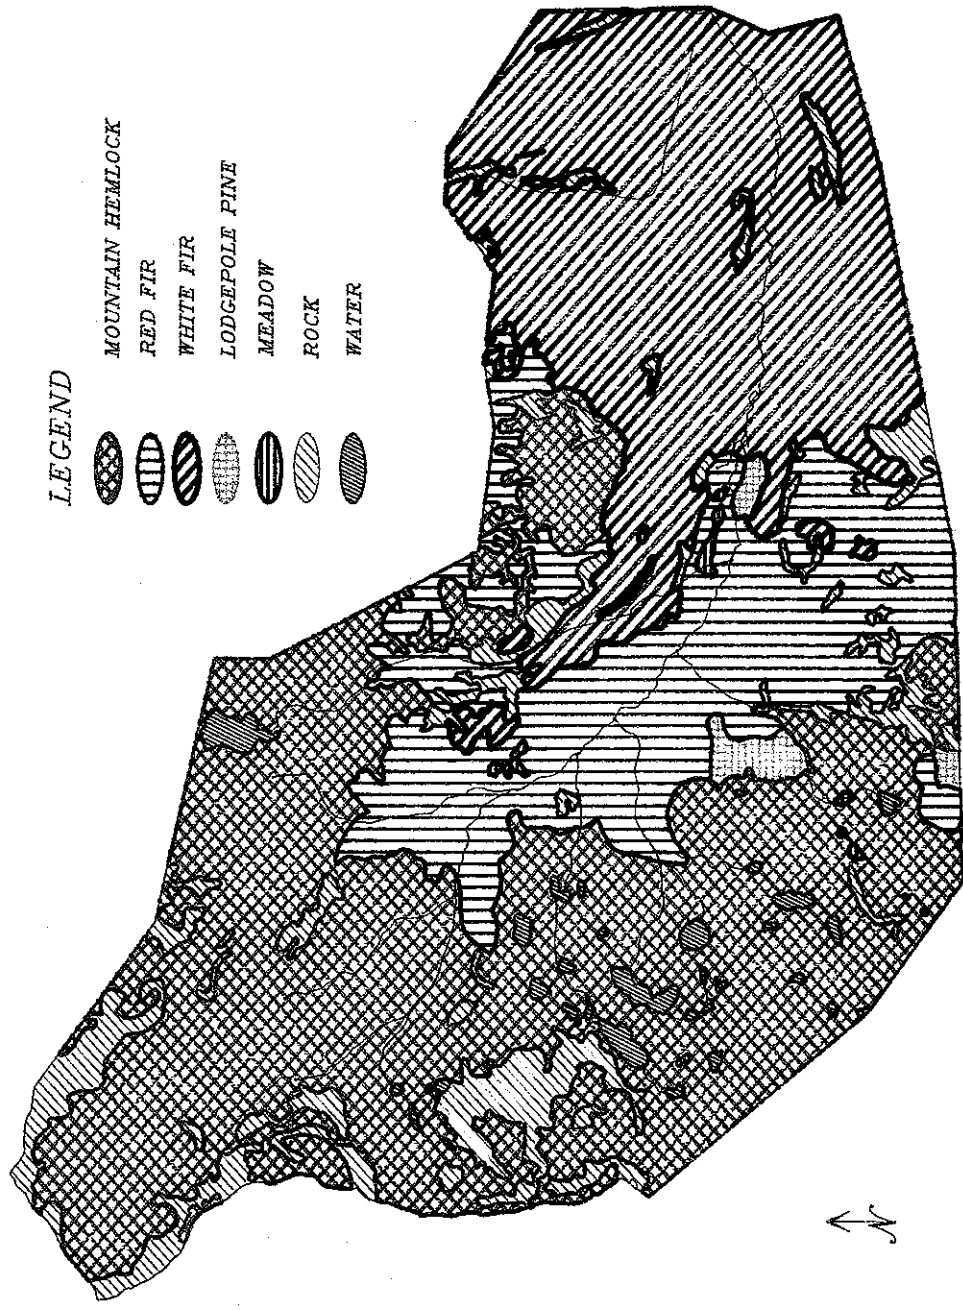 LEGEND
MOUNTAIN HEMLOCK
RED FIR
WHITE FIR
LODGEPOLE PINE
MEADOW
ROCK
WATER
N